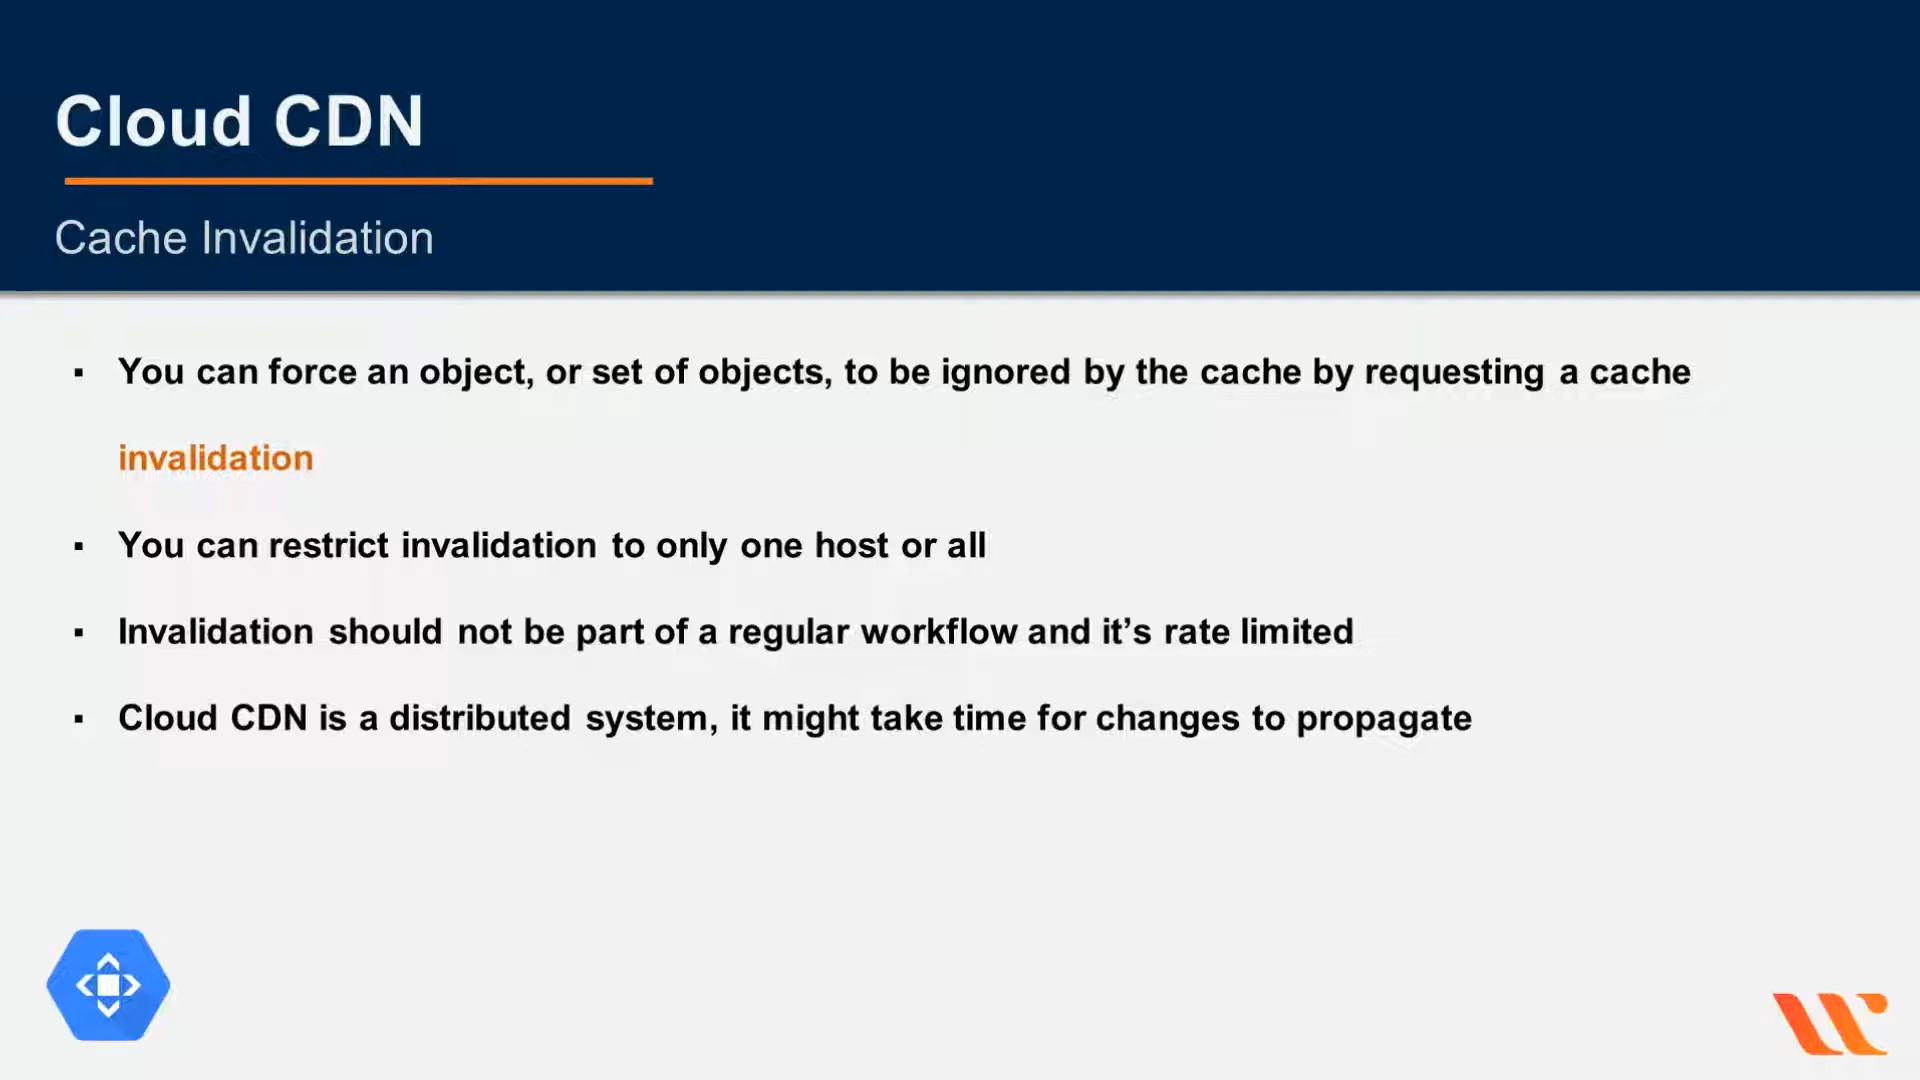 Cloud CDN
Cache Invalidation
▪ You can force an object, or set of objects, to be ignored by the cache by requesting a cache
invalidation
▪ You can restrict invalidation to only one host or all
▪ Invalidation should not be part of a regular workflow and it’s rate limited
▪ Cloud CDN is a distributed system, it might take time for changes to propagate